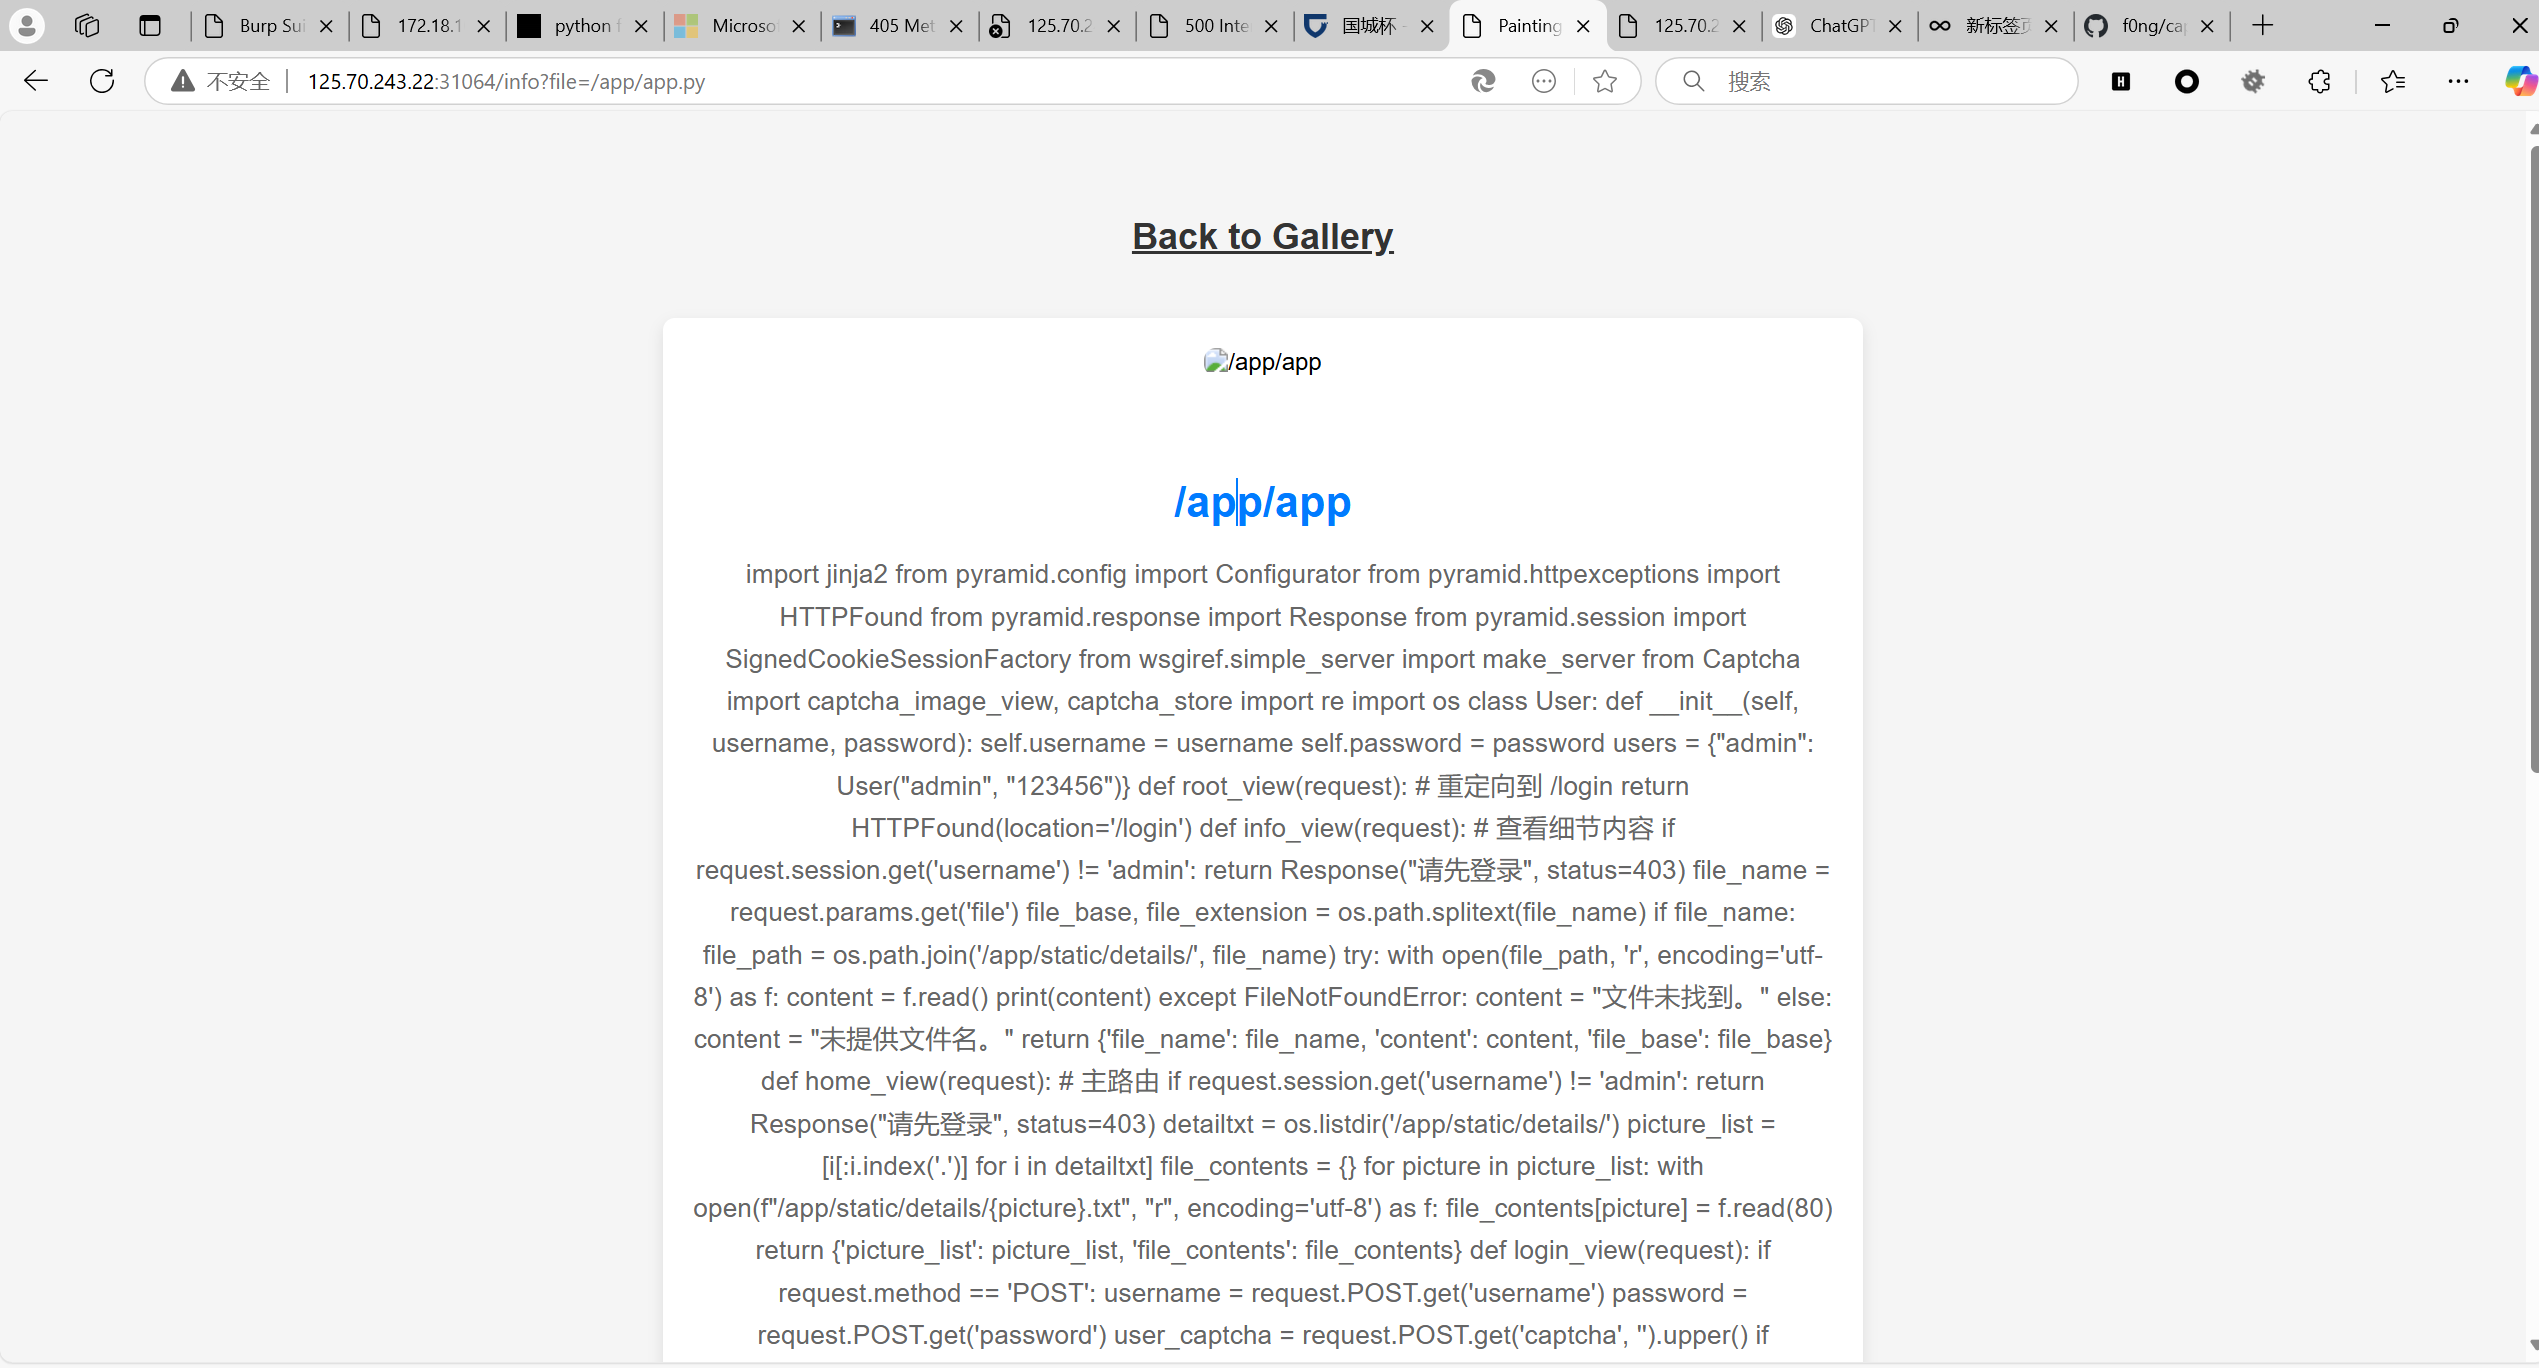 Burp Sui
172.18.1
python f
Microsof
405 Met
125.70.2
500 Inte
国城杯 -
Painting
125.70.2
ChatGPT
新标签页
f0ng/cap
不安全 125.70.243.22:31064/info?file=/app/app.py
搜索
Back to Gallery
/app/app
/app/app
import jinja2 from pyramid.config import Configurator from pyramid.httpexceptions import
HTTPFound from pyramid.response import Response from pyramid.session import
SignedCookieSessionFactory from wsgiref.simple_server import make_server from Captcha
import captcha_image_view, captcha_store import re import os class User: def __init__(self,
username, password): self.username = username self.password = password users = {"admin":
User("admin", "123456")} def root_view(request): # 重定向到 /login return
HTTPFound(location='/login') def info_view(request): # 查看细节内容 if
request.session.get('username') != 'admin': return Response("请先登录", status=403) file_name =
request.params.get('file') file_base, file_extension = os.path.splitext(file_name) if file_name:
file_path = os.path.join('/app/static/details/', file_name) try: with open(file_path, 'r', encoding='utf-
8') as f: content = f.read() print(content) except FileNotFoundError: content = "文件未找到。" else:
content = "未提供文件名。" return {'file_name': file_name, 'content': content, 'file_base': file_base}
def home_view(request): # 主路由 if request.session.get('username') != 'admin': return
Response("请先登录", status=403) detailtxt = os.listdir('/app/static/details/') picture_list =
[i[:i.index('.')] for i in detailtxt] file_contents = {} for picture in picture_list: with
open(f"/app/static/details/{picture}.txt", "r", encoding='utf-8') as f: file_contents[picture] = f.read(80)
return {'picture_list': picture_list, 'file_contents': file_contents} def login_view(request): if
request.method == 'POST': username = request.POST.get('username') password =
request.POST.get('password') user_captcha = request.POST.get('captcha', '').upper() if